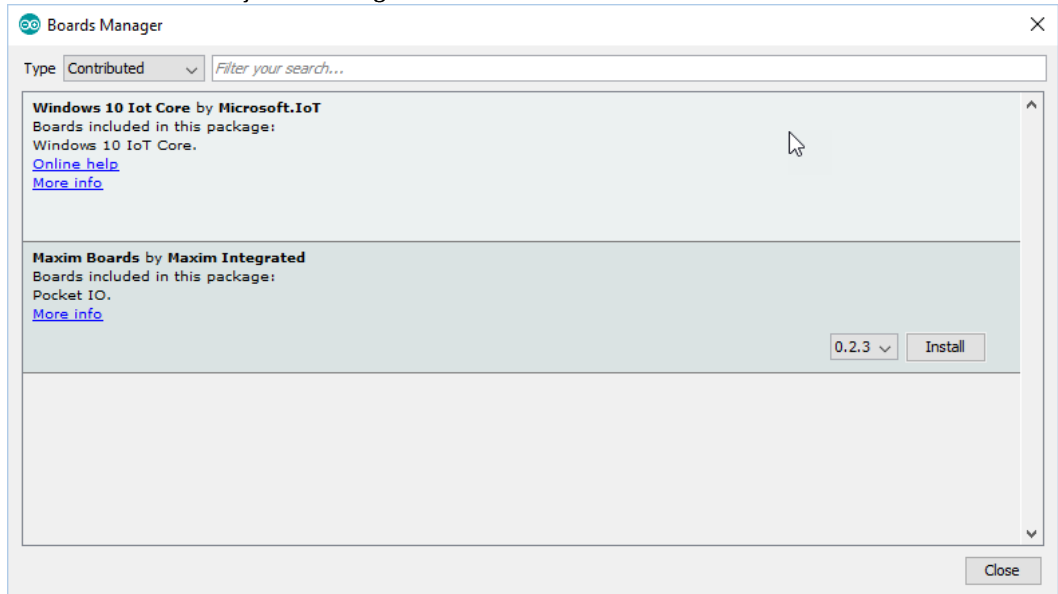 Boards Manager
Type Contributed Filter your search...
Windows 10 Iot Core by Microsoft.IoT
Boards included in this package:
Windows 10 IoT Core.
Online help
More info
Maxim Boards by Maxim Integrated
Boards included in this package:
Pocket IO.
More info
0.2.3 Install
Close